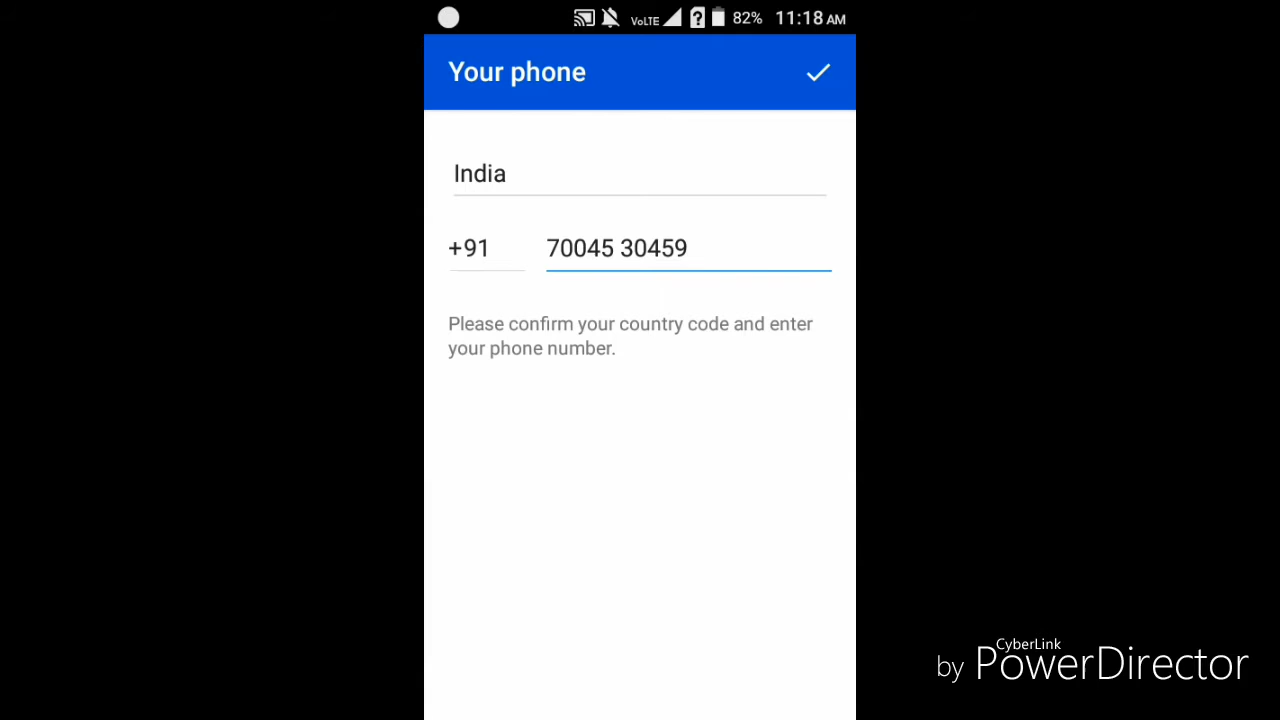 VoLTE 82% 11:18 AM
Your phone
India
+91 70045 30459
Please confirm your country code and enter
your phone number.
CyberLink
by PowerDirector